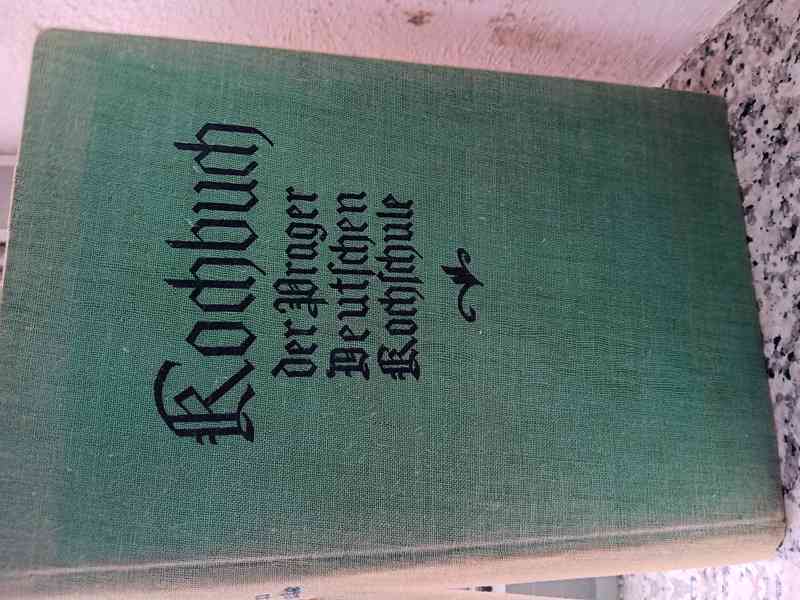 Kochbuch
der Prager
Deutschen
Kochschule